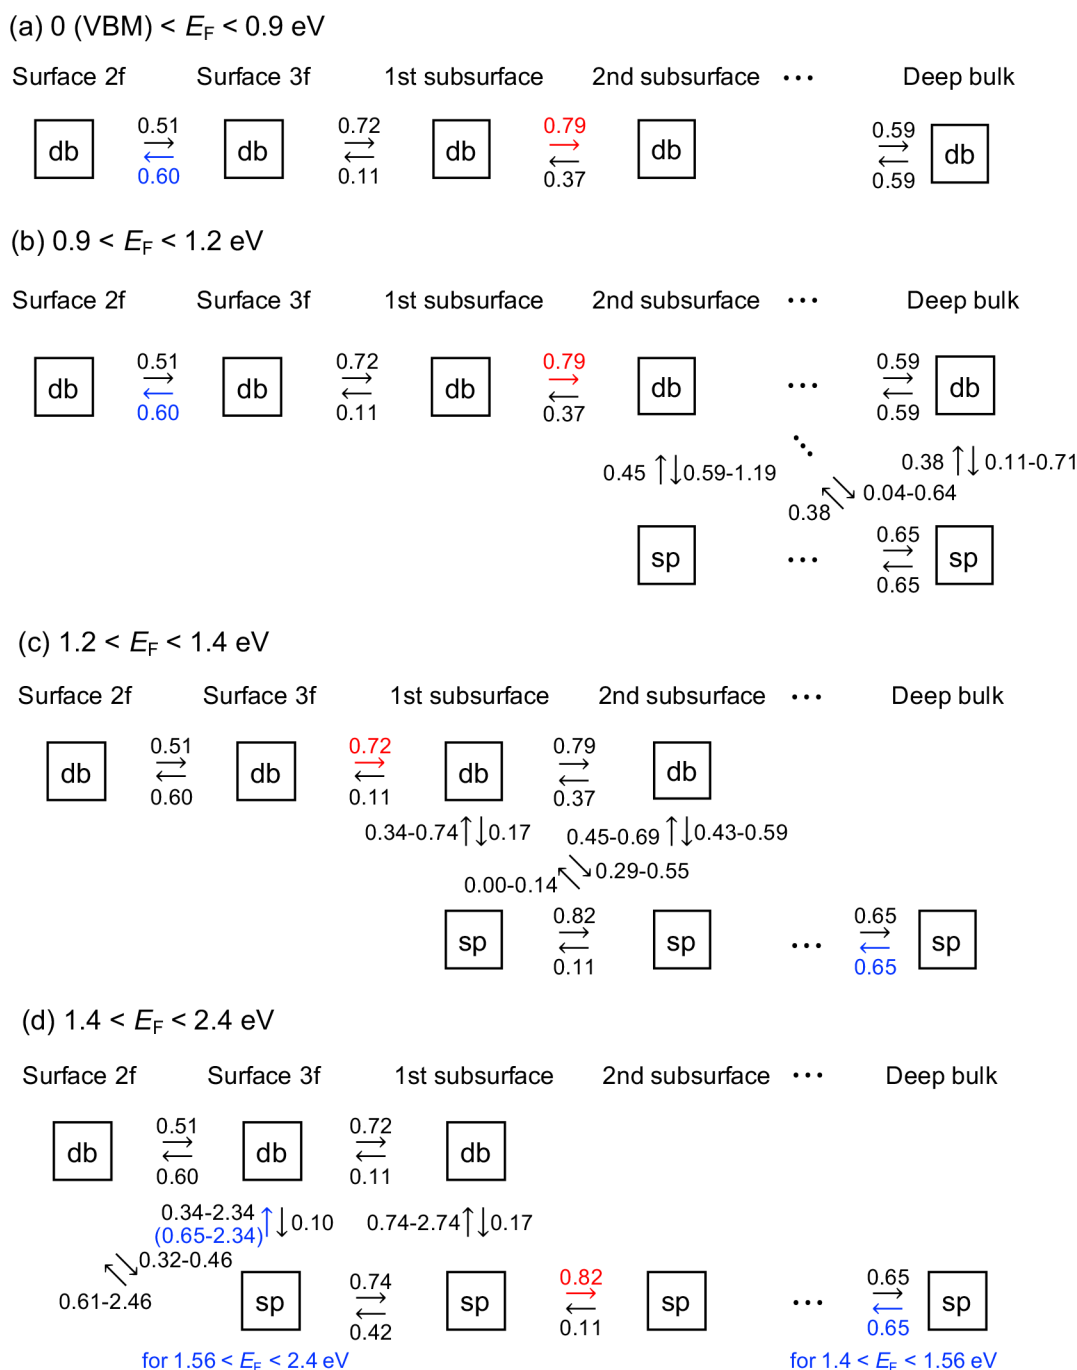 (a) 0 (VBM) < E_F < 0.9 eV
Surface 2f Surface 3f 1st subsurface 2nd subsurface ··· Deep bulk
0.51 0.72 0.79 0.59
db db db db db
0.60 0.11 0.37 0.59
(b) 0.9 < E_F < 1.2 eV
Surface 2f Surface 3f 1st subsurface 2nd subsurface ··· Deep bulk
0.51 0.72 0.79 0.59
db db db db ··· db
0.60 0.11 0.37 0.59
0.45 0.59-1.19 0.38 0.11-0.71
0.38 0.04-0.64
0.65
sp ··· sp
0.65
(c) 1.2 < E_F < 1.4 eV
Surface 2f Surface 3f 1st subsurface 2nd subsurface ··· Deep bulk
0.51 0.72 0.79
db db db db
0.60 0.11 0.37
0.34-0.74 0.17 0.45-0.69 0.43-0.59
0.00-0.14 0.29-0.55
0.82 0.65
sp sp ··· sp
0.11 0.65
(d) 1.4 < E_F < 2.4 eV
Surface 2f Surface 3f 1st subsurface 2nd subsurface ··· Deep bulk
0.51 0.72
db db db
0.60 0.11
0.34-2.34 0.10 0.74-2.74 0.17
(0.65-2.34)
0.32-0.46
0.61-2.46
0.74 0.82 0.65
sp sp sp ··· sp
0.42 0.11 0.65
for 1.56 < E_F < 2.4 eV for 1.4 < E_F < 1.56 eV